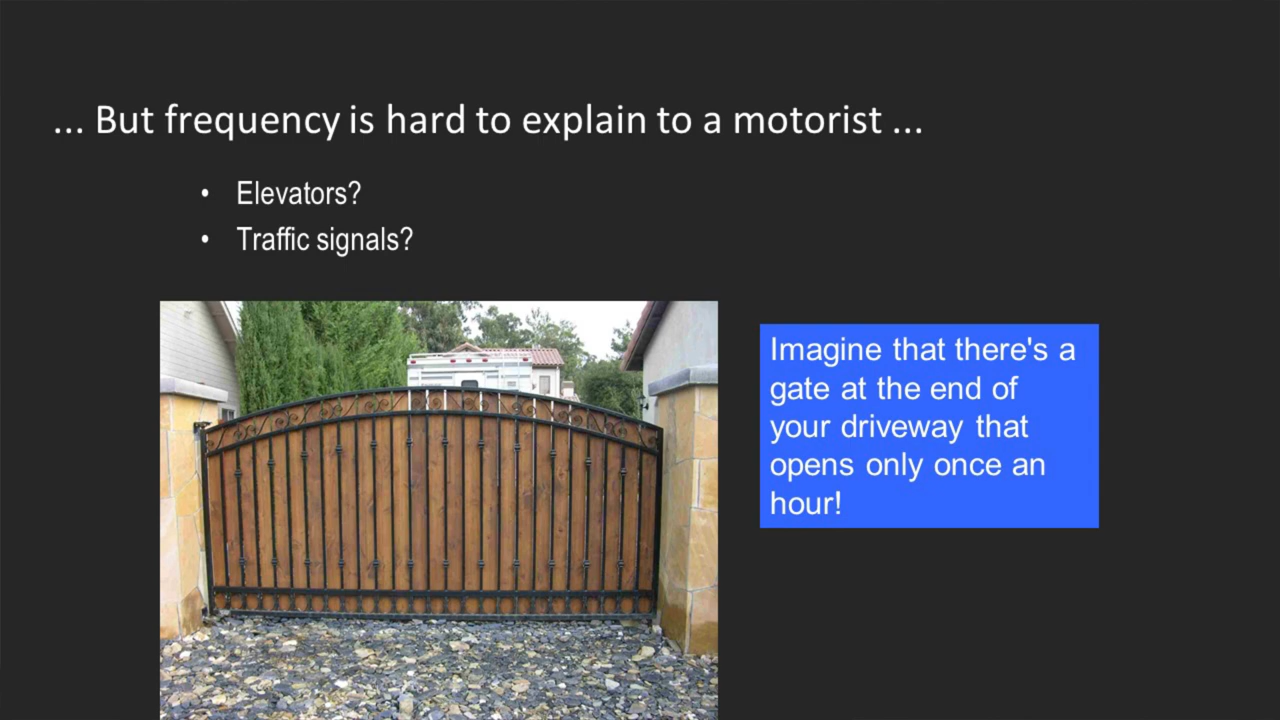 ... But frequency is hard to explain to a motorist ...
• Elevators?
• Traffic signals?
Imagine that there's a
gate at the end of
your driveway that
opens only once an
hour!